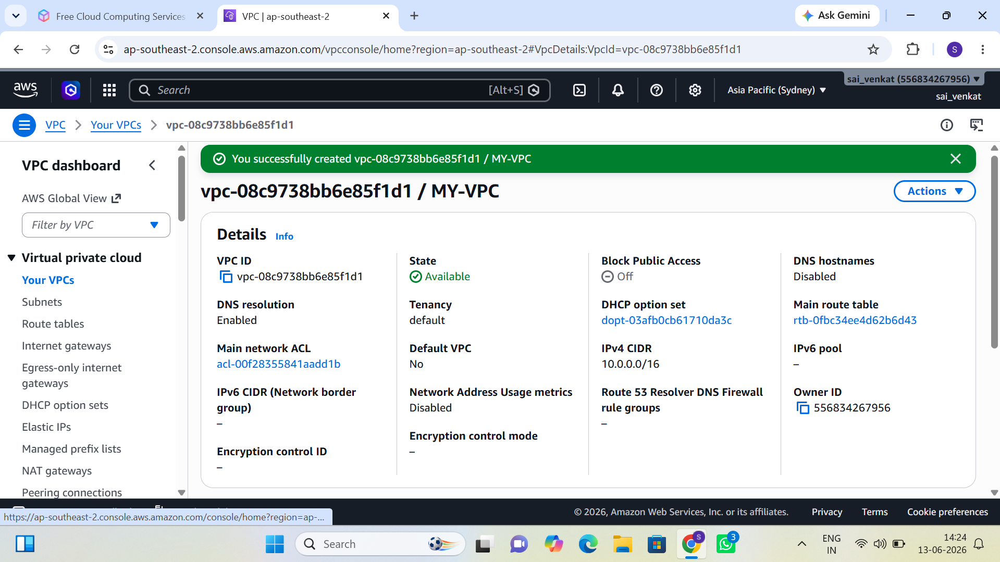 Free Cloud Computing Services
VPC | ap-southeast-2
Ask Gemini
ap-southeast-2.console.aws.amazon.com/vpcconsole/home?region=ap-southeast-2#VpcDetails:VpcId=vpc-08c9738bb6e85f1d1
S
aws
Search
[Alt+S]
Asia Pacific (Sydney)
sai_venkat (556834267956)
sai_venkat
VPC
Your VPCs
vpc-08c9738bb6e85f1d1
VPC dashboard
AWS Global View
Filter by VPC
Virtual private cloud
Your VPCs
Subnets
Route tables
Internet gateways
Egress-only internet
gateways
DHCP option sets
Elastic IPs
Managed prefix lists
NAT gateways
Peering connections
You successfully created vpc-08c9738bb6e85f1d1 / MY-VPC
vpc-08c9738bb6e85f1d1 / MY-VPC
Actions
Details Info
VPC ID
vpc-08c9738bb6e85f1d1
State
Available
Block Public Access
Off
DNS hostnames
Disabled
DNS resolution
Enabled
Tenancy
default
DHCP option set
dopt-03afb0cb61710da3c
Main route table
rtb-0fbc34ee4d62b6d43
Main network ACL
acl-00f28355841aadd1b
Default VPC
No
IPv4 CIDR
10.0.0.0/16
IPv6 pool
–
IPv6 CIDR (Network border
group)
–
Network Address Usage metrics
Disabled
Route 53 Resolver DNS Firewall
rule groups
–
Owner ID
556834267956
Encryption control ID
–
Encryption control mode
–
© 2026, Amazon Web Services, Inc. or its affiliates.
Privacy
Terms
Cookie preferences
https://ap-southeast-2.console.aws.amazon.com/console/home?region=ap-...
Search
S
3
ENG
IN
14:24
13-06-2026